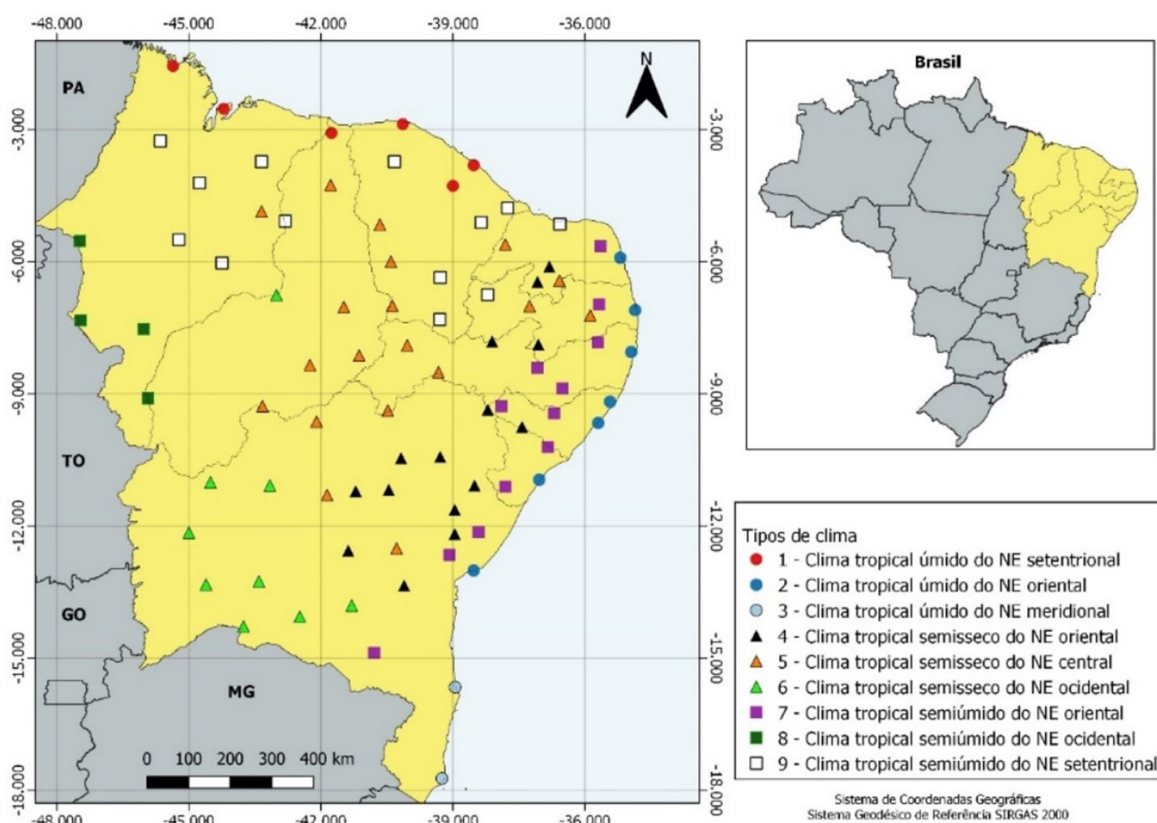 -48.000 -45.000 -42.000 -39.000 -36.000
N
PA
TO
GO
MG
-3.000
-6.000
-9.000
-12.000
-15.000
-18.000
-3.000
-6.000
-9.000
-12.000
-15.000
-18.000
0 100 200 300 400 km
-48.000 -45.000 -42.000 -39.000 -36.000
Brasil
Tipos de clima
1 - Clima tropical úmido do NE setentrional
2 - Clima tropical úmido do NE oriental
3 - Clima tropical úmido do NE meridional
4 - Clima tropical semisseco do NE oriental
5 - Clima tropical semisseco do NE central
6 - Clima tropical semisseco do NE ocidental
7 - Clima tropical semiúmido do NE oriental
8 - Clima tropical semiúmido do NE ocidental
9 - Clima tropical semiúmido do NE setentrional
Sistema de Coordenadas Geográficas
Sistema Geodésico de Referência SIRGAS 2000